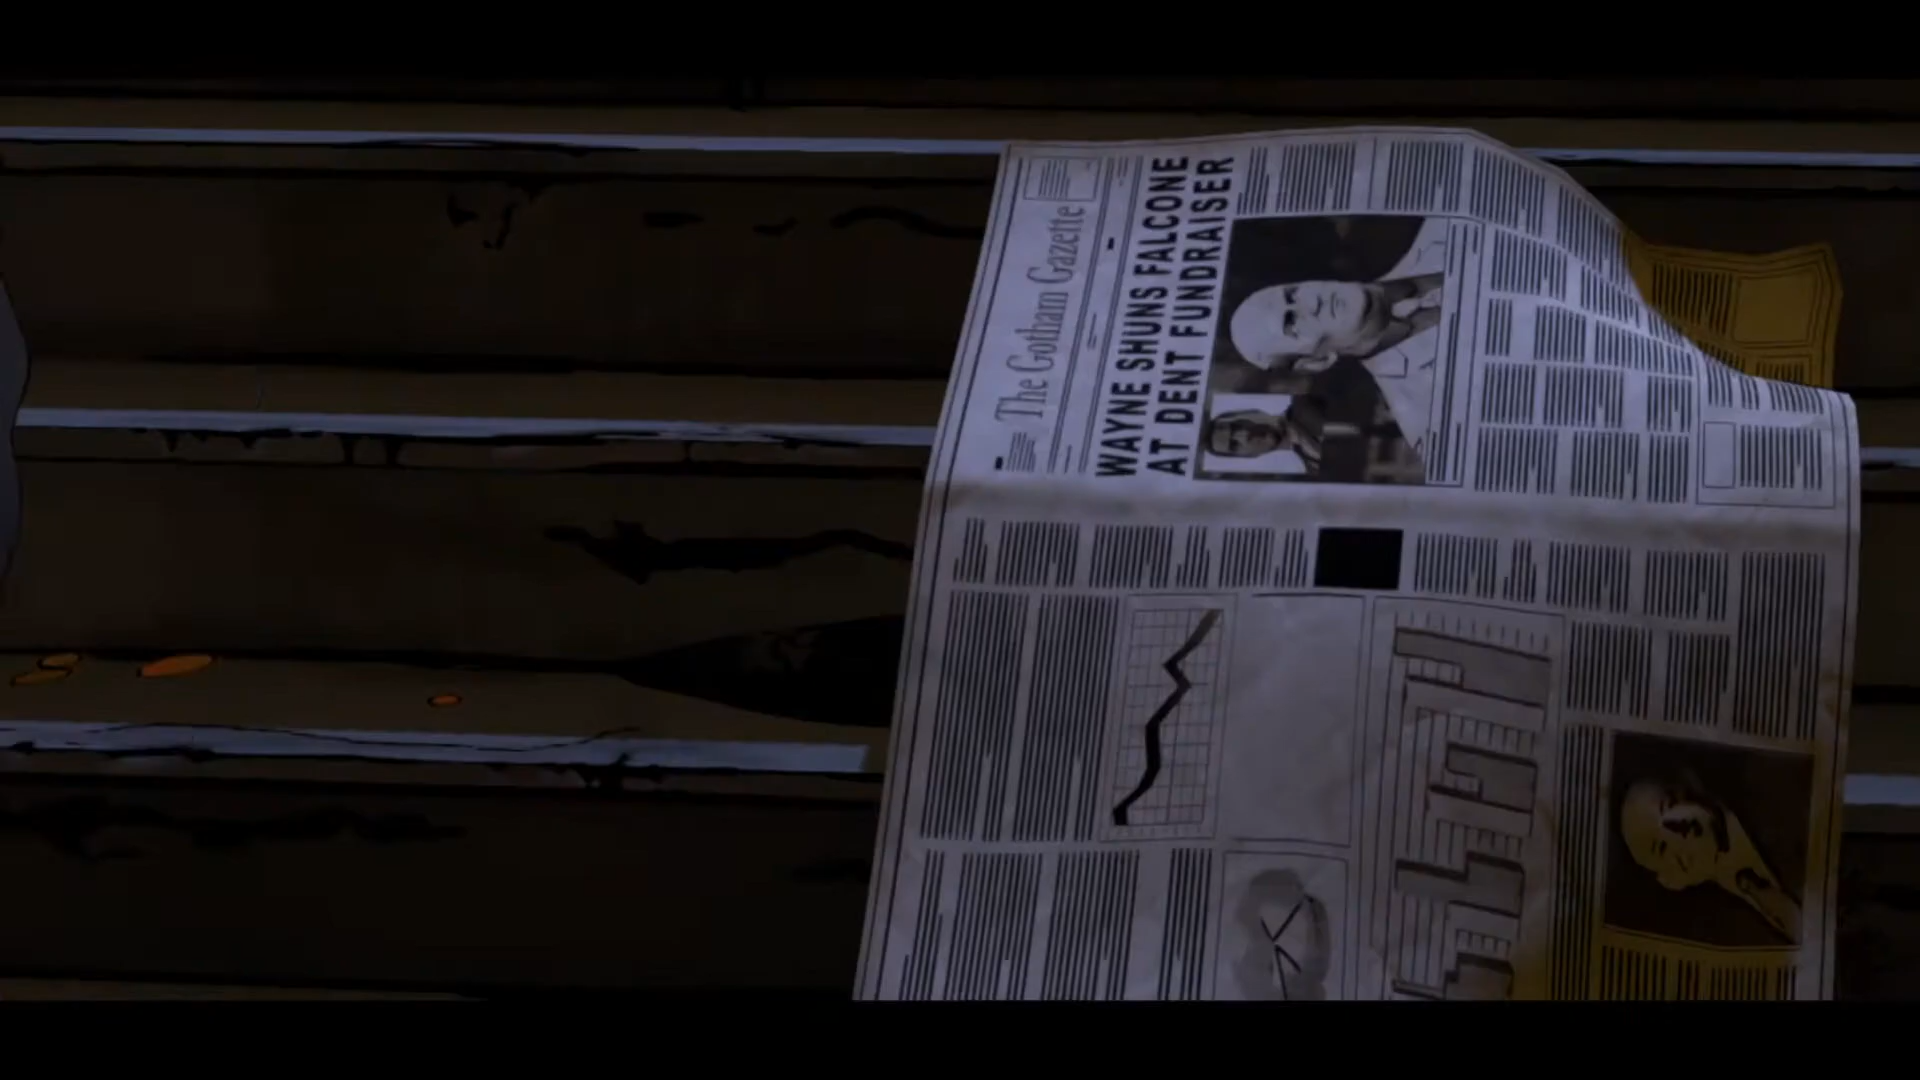 The Gotham Gazette
WAYNE SHUNS FALCONE
AT DENT FUNDRAISER